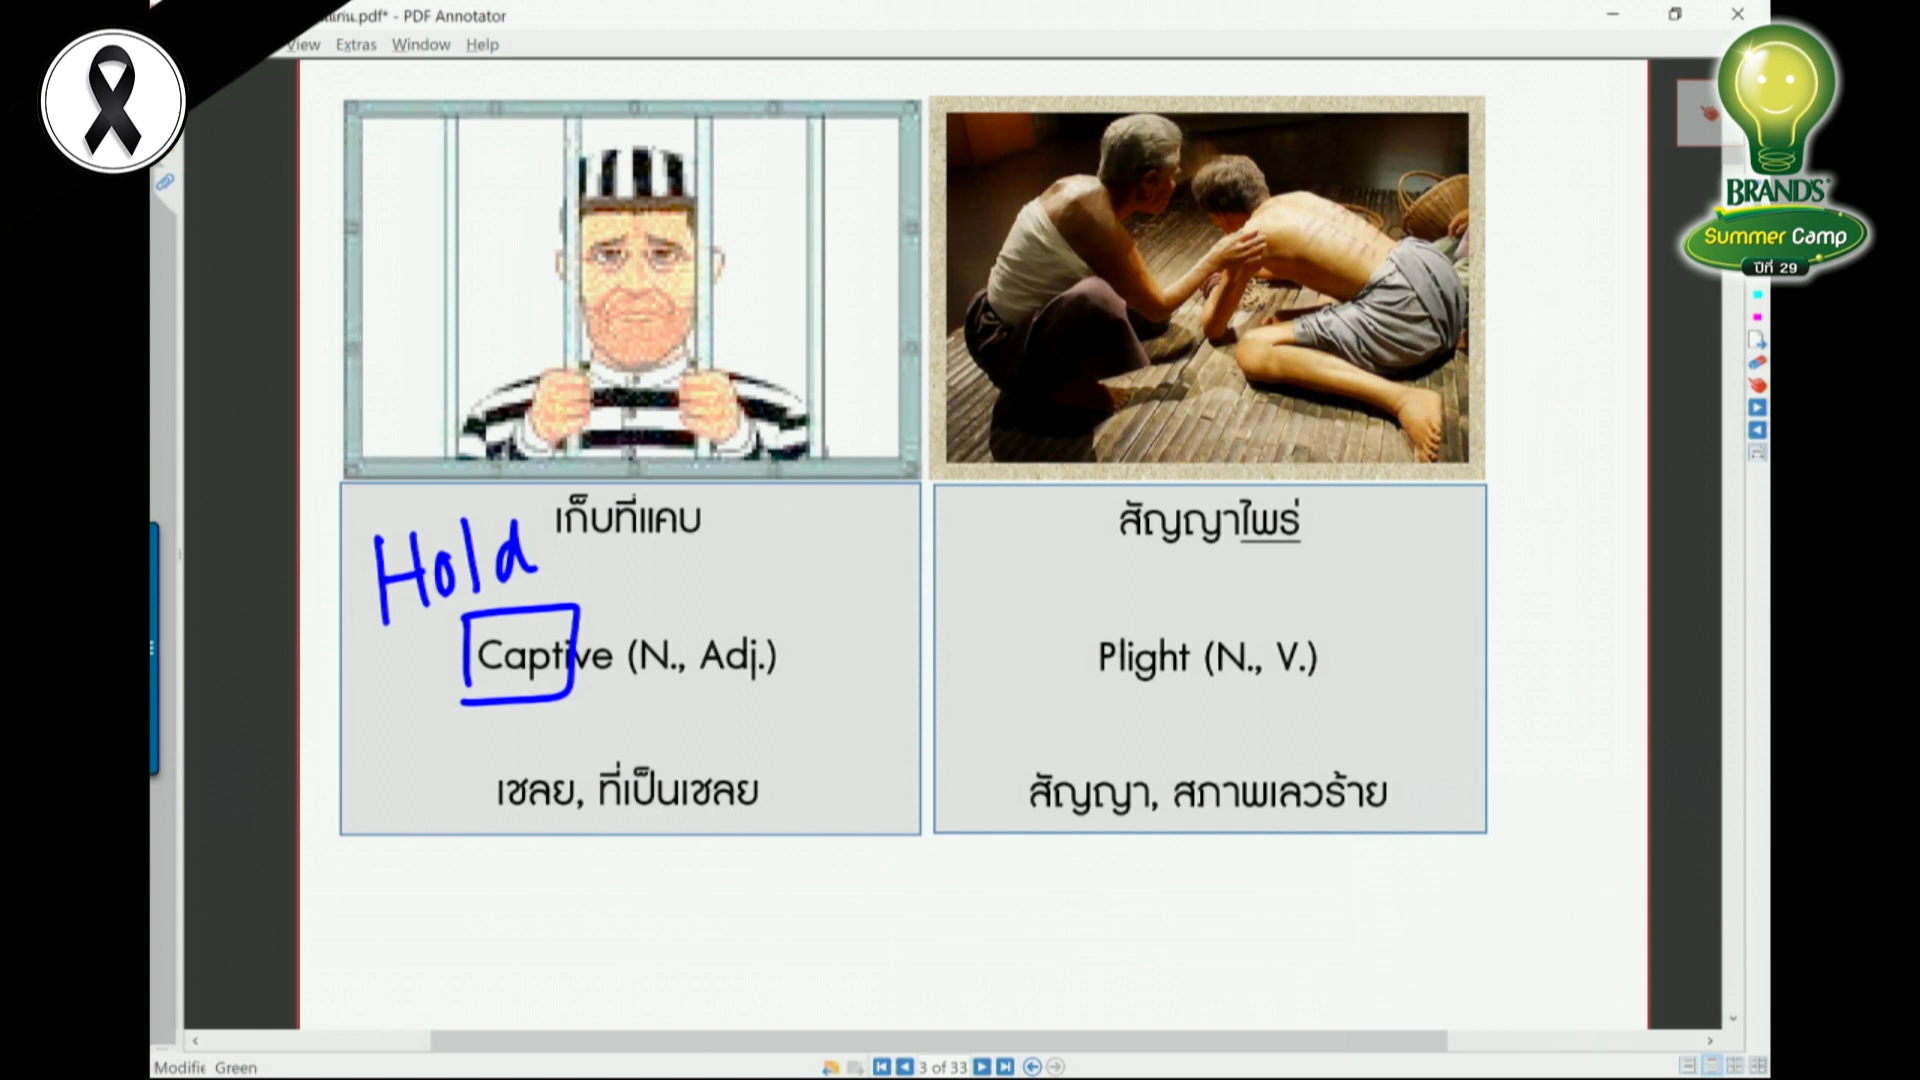 แกน.pdf* - PDF Annotator
View Extras Window Help
BRAND'S
Summer Camp
ปีที่ 29
เก็บที่แคบ
Hold
Captive (N., Adj.)
เชลย, ที่เป็นเชลย
สัญญาไพร่
Plight (N., V.)
สัญญา, สภาพเลวร้าย
Green
3 of 33